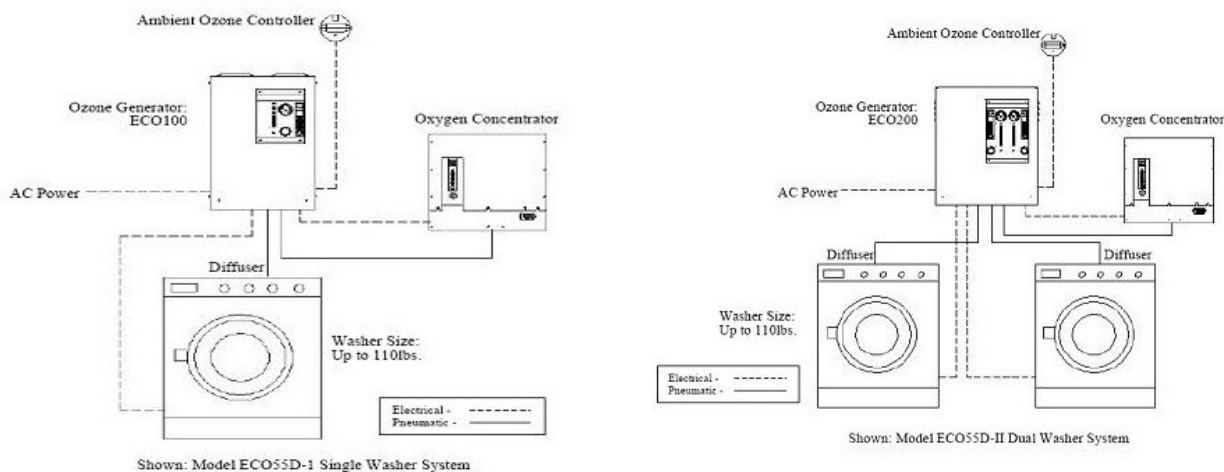 Ambient Ozone Controller
Ozone Generator:
ECO100
Oxygen Concentrator
AC Power
Diffuser
Washer Size:
Up to 110lbs.
Electrical -
Pneumatic -
Shown: Model ECO55D-1 Single Washer System
Ambient Ozone Controller
Ozone Generator:
ECO200
Oxygen Concentrator
AC Power
Diffuser
Diffuser
Washer Size:
Up to 110lbs.
Electrical -
Pneumatic -
Shown: Model ECO55D-II Dual Washer System